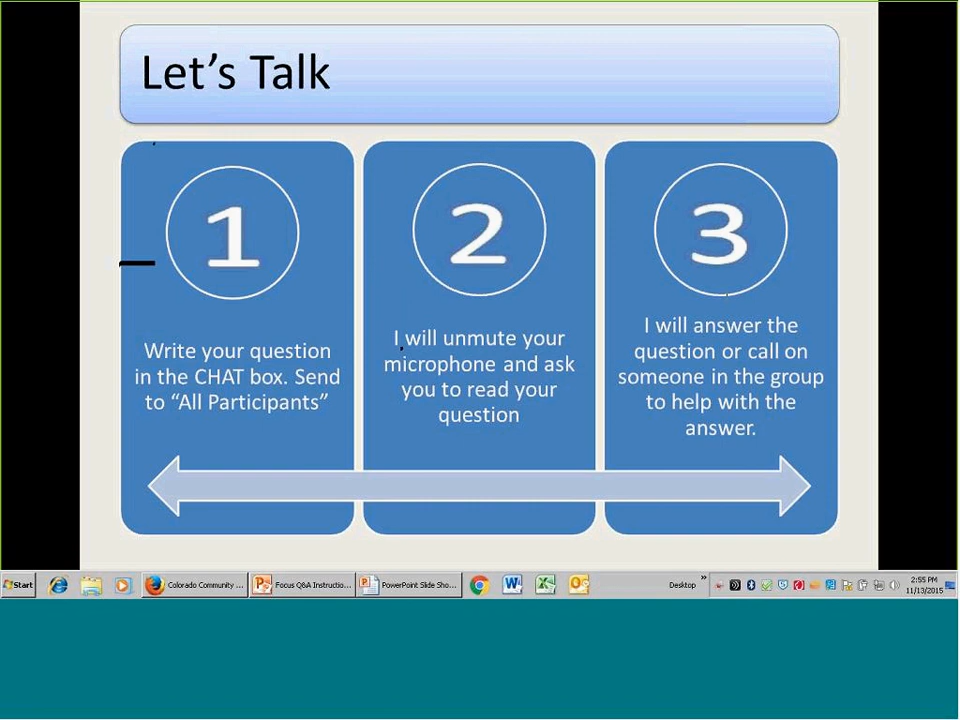 Let's Talk
1
Write your question
in the CHAT box. Send
to “All Participants”
2
I will unmute your
microphone and ask
you to read your
question
3
I will answer the
question or call on
someone in the group
to help with the
answer.
Start
Colorado Community ...
Focus Q&A Instructio...
PowerPoint Slide Sho...
Desktop
»
2:55 PM
11/13/2015